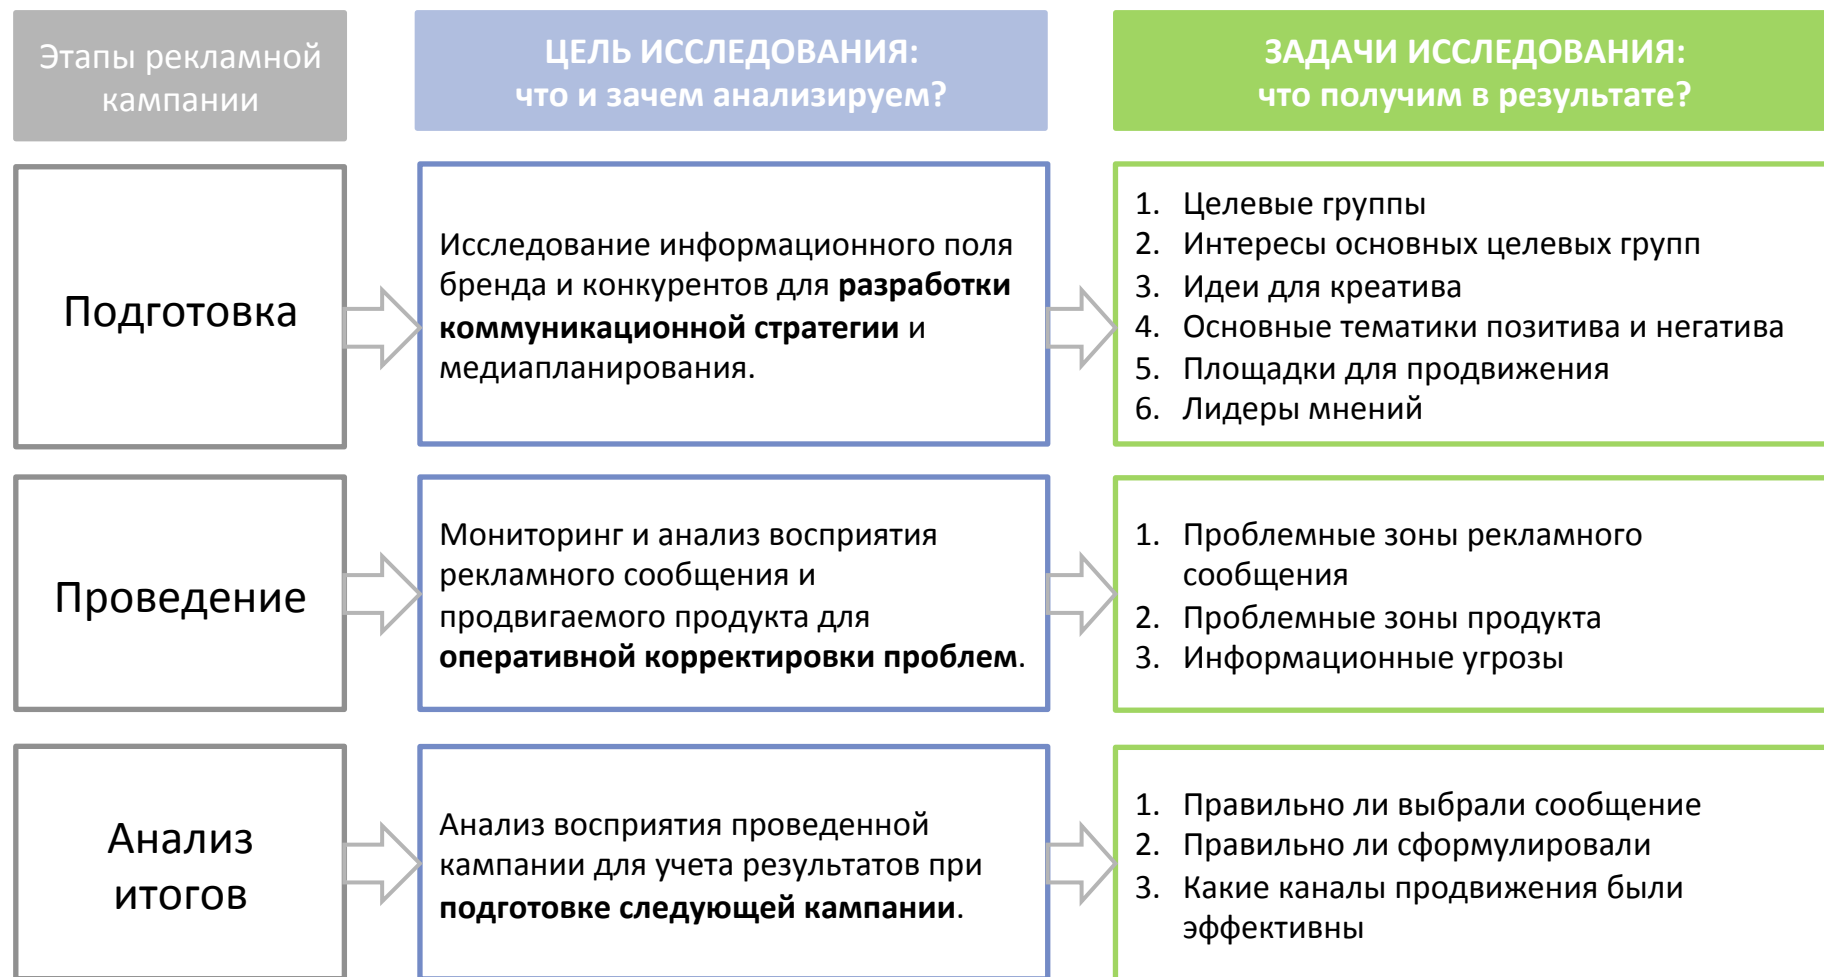 Этапы рекламной
кампании
ЦЕЛЬ ИССЛЕДОВАНИЯ:
что и зачем анализируем?
ЗАДАЧИ ИССЛЕДОВАНИЯ:
что получим в результате?
Подготовка
Исследование информационного поля
бренда и конкурентов для разработки
коммуникационной стратегии и
медиапланирования.
1. Целевые группы
2. Интересы основных целевых групп
3. Идеи для креатива
4. Основные тематики позитива и негатива
5. Площадки для продвижения
6. Лидеры мнений
Проведение
Мониторинг и анализ восприятия
рекламного сообщения и
продвигаемого продукта для
оперативной корректировки проблем.
1. Проблемные зоны рекламного
сообщения
2. Проблемные зоны продукта
3. Информационные угрозы
Анализ
итогов
Анализ восприятия проведенной
кампании для учета результатов при
подготовке следующей кампании.
1. Правильно ли выбрали сообщение
2. Правильно ли сформулировали
3. Какие каналы продвижения были
эффективны